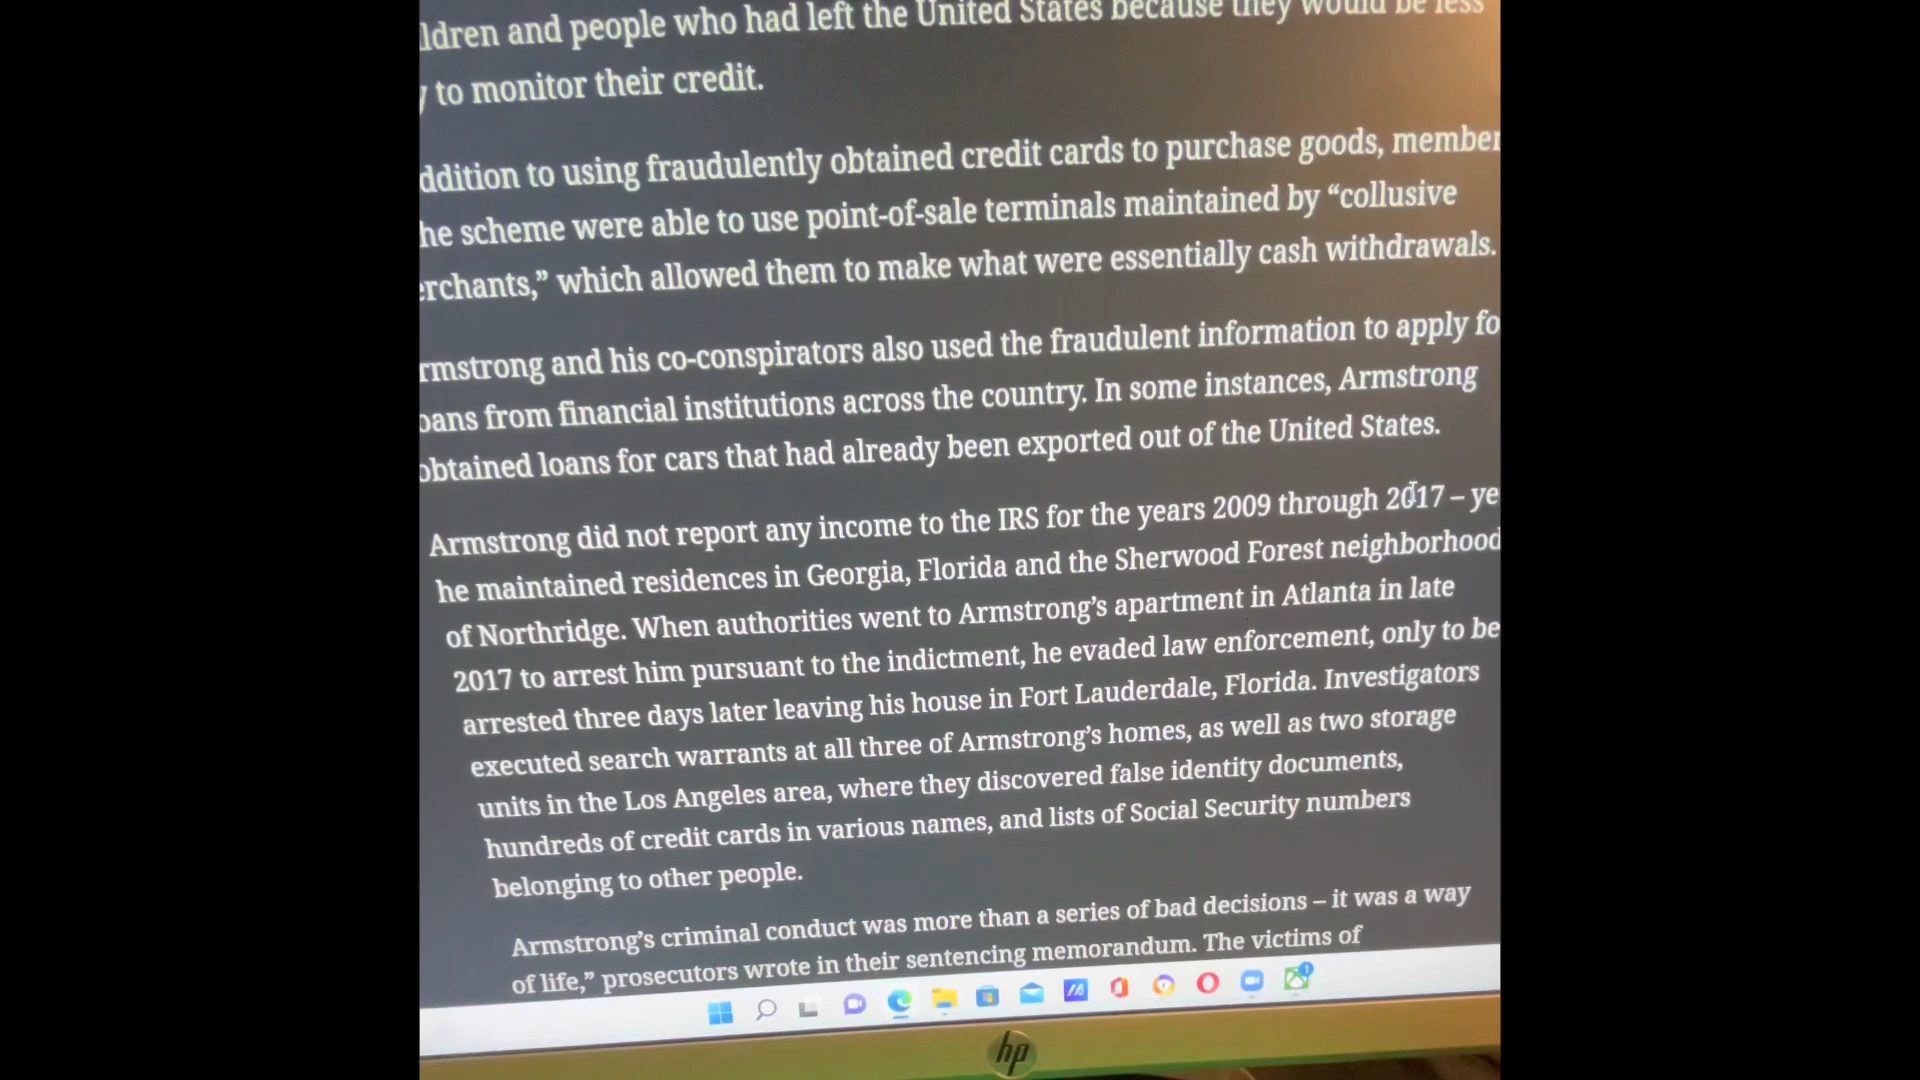 ldren and people who had left the United States because they would be less
y to monitor their credit.
ddition to using fraudulently obtained credit cards to purchase goods, member
he scheme were able to use point-of-sale terminals maintained by “collusive
erchants,” which allowed them to make what were essentially cash withdrawals.
rmstrong and his co-conspirators also used the fraudulent information to apply fo
oans from financial institutions across the country. In some instances, Armstrong
obtained loans for cars that had already been exported out of the United States.
Armstrong did not report any income to the IRS for the years 2009 through 2017 – ye
he maintained residences in Georgia, Florida and the Sherwood Forest neighborhood
of Northridge. When authorities went to Armstrong’s apartment in Atlanta in late
2017 to arrest him pursuant to the indictment, he evaded law enforcement, only to be
arrested three days later leaving his house in Fort Lauderdale, Florida. Investigators
executed search warrants at all three of Armstrong’s homes, as well as two storage
units in the Los Angeles area, where they discovered false identity documents,
hundreds of credit cards in various names, and lists of Social Security numbers
belonging to other people.
Armstrong’s criminal conduct was more than a series of bad decisions – it was a way
of life,” prosecutors wrote in their sentencing memorandum. The victims of
hp